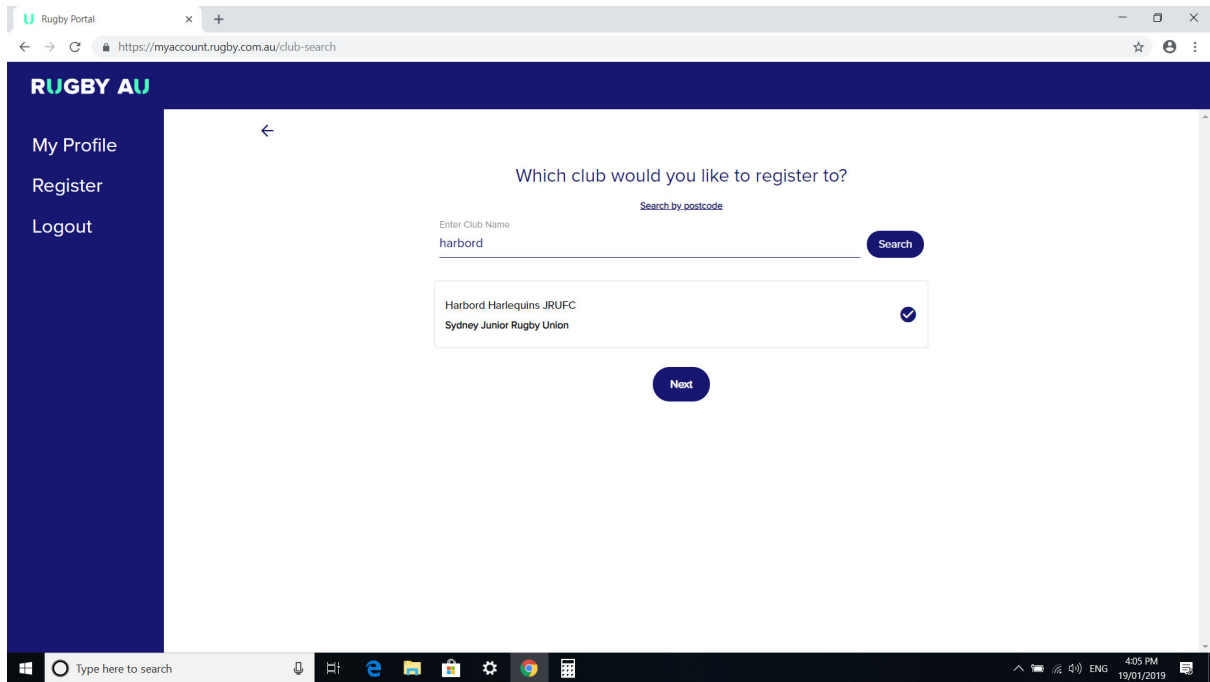 Rugby Portal
https://myaccount.rugby.com.au/club-search
RUGBY AU
My Profile
Register
Logout
Which club would you like to register to?
Search by postcode
Enter Club Name
harbord
Search
Harbord Harlequins JRUFC
Sydney Junior Rugby Union
Next
Type here to search
ENG
4:05 PM
19/01/2019